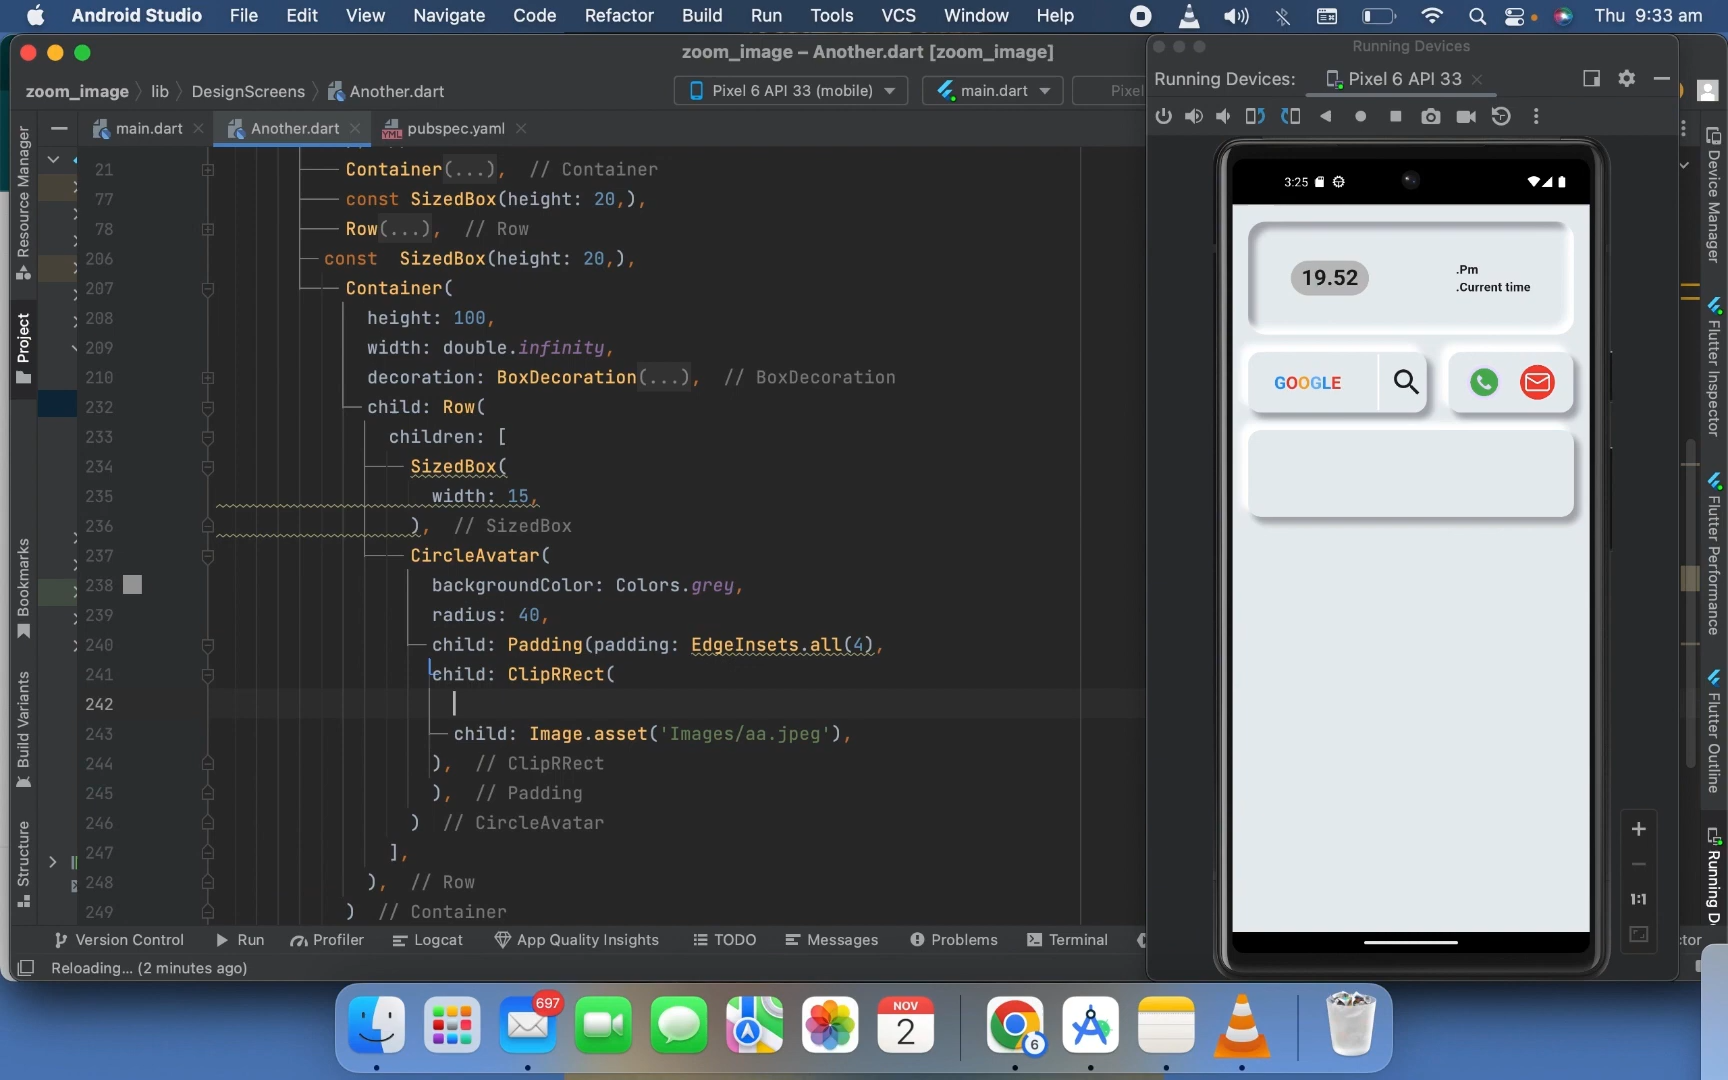 Android Studio File Edit View Navigate Code Refactor Build Run Tools VCS Window Help Thu 9:33 am
zoom_image – Another.dart [zoom_image]
Running Devices
zoom_image lib DesignScreens Another.dart Pixel 6 API 33 (mobile) main.dart Pixel
Running Devices: Pixel 6 API 33
main.dart Another.dart pubspec.yaml
Resource Manager
Project
Bookmarks
Build Variants
Structure
21 Container(...), // Container
77 const SizedBox(height: 20,),
78 Row(...), // Row
206 const SizedBox(height: 20,),
207 Container(
208 height: 100,
209 width: double.infinity,
210 decoration: BoxDecoration(...), // BoxDecoration
232 child: Row(
233 children: [
234 SizedBox(
235 width: 15,
236 ), // SizedBox
237 CircleAvatar(
238 backgroundColor: Colors.grey,
239 radius: 40,
240 child: Padding(padding: EdgeInsets.all(4),
241 child: ClipRRect(
242
243 child: Image.asset('Images/aa.jpeg'),
244 ), // ClipRRect
245 ), // Padding
246 ) // CircleAvatar
247 ],
248 ), // Row
249 ) // Container
3:25
19.52
.Pm
.Current time
GOOGLE
1:1
Device Manager
Flutter Inspector
Flutter Performance
Flutter Outline
Running D
Version Control Run Profiler Logcat App Quality Insights TODO Messages Problems Terminal
ctor
Reloading... (2 minutes ago)
697
NOV
2
6